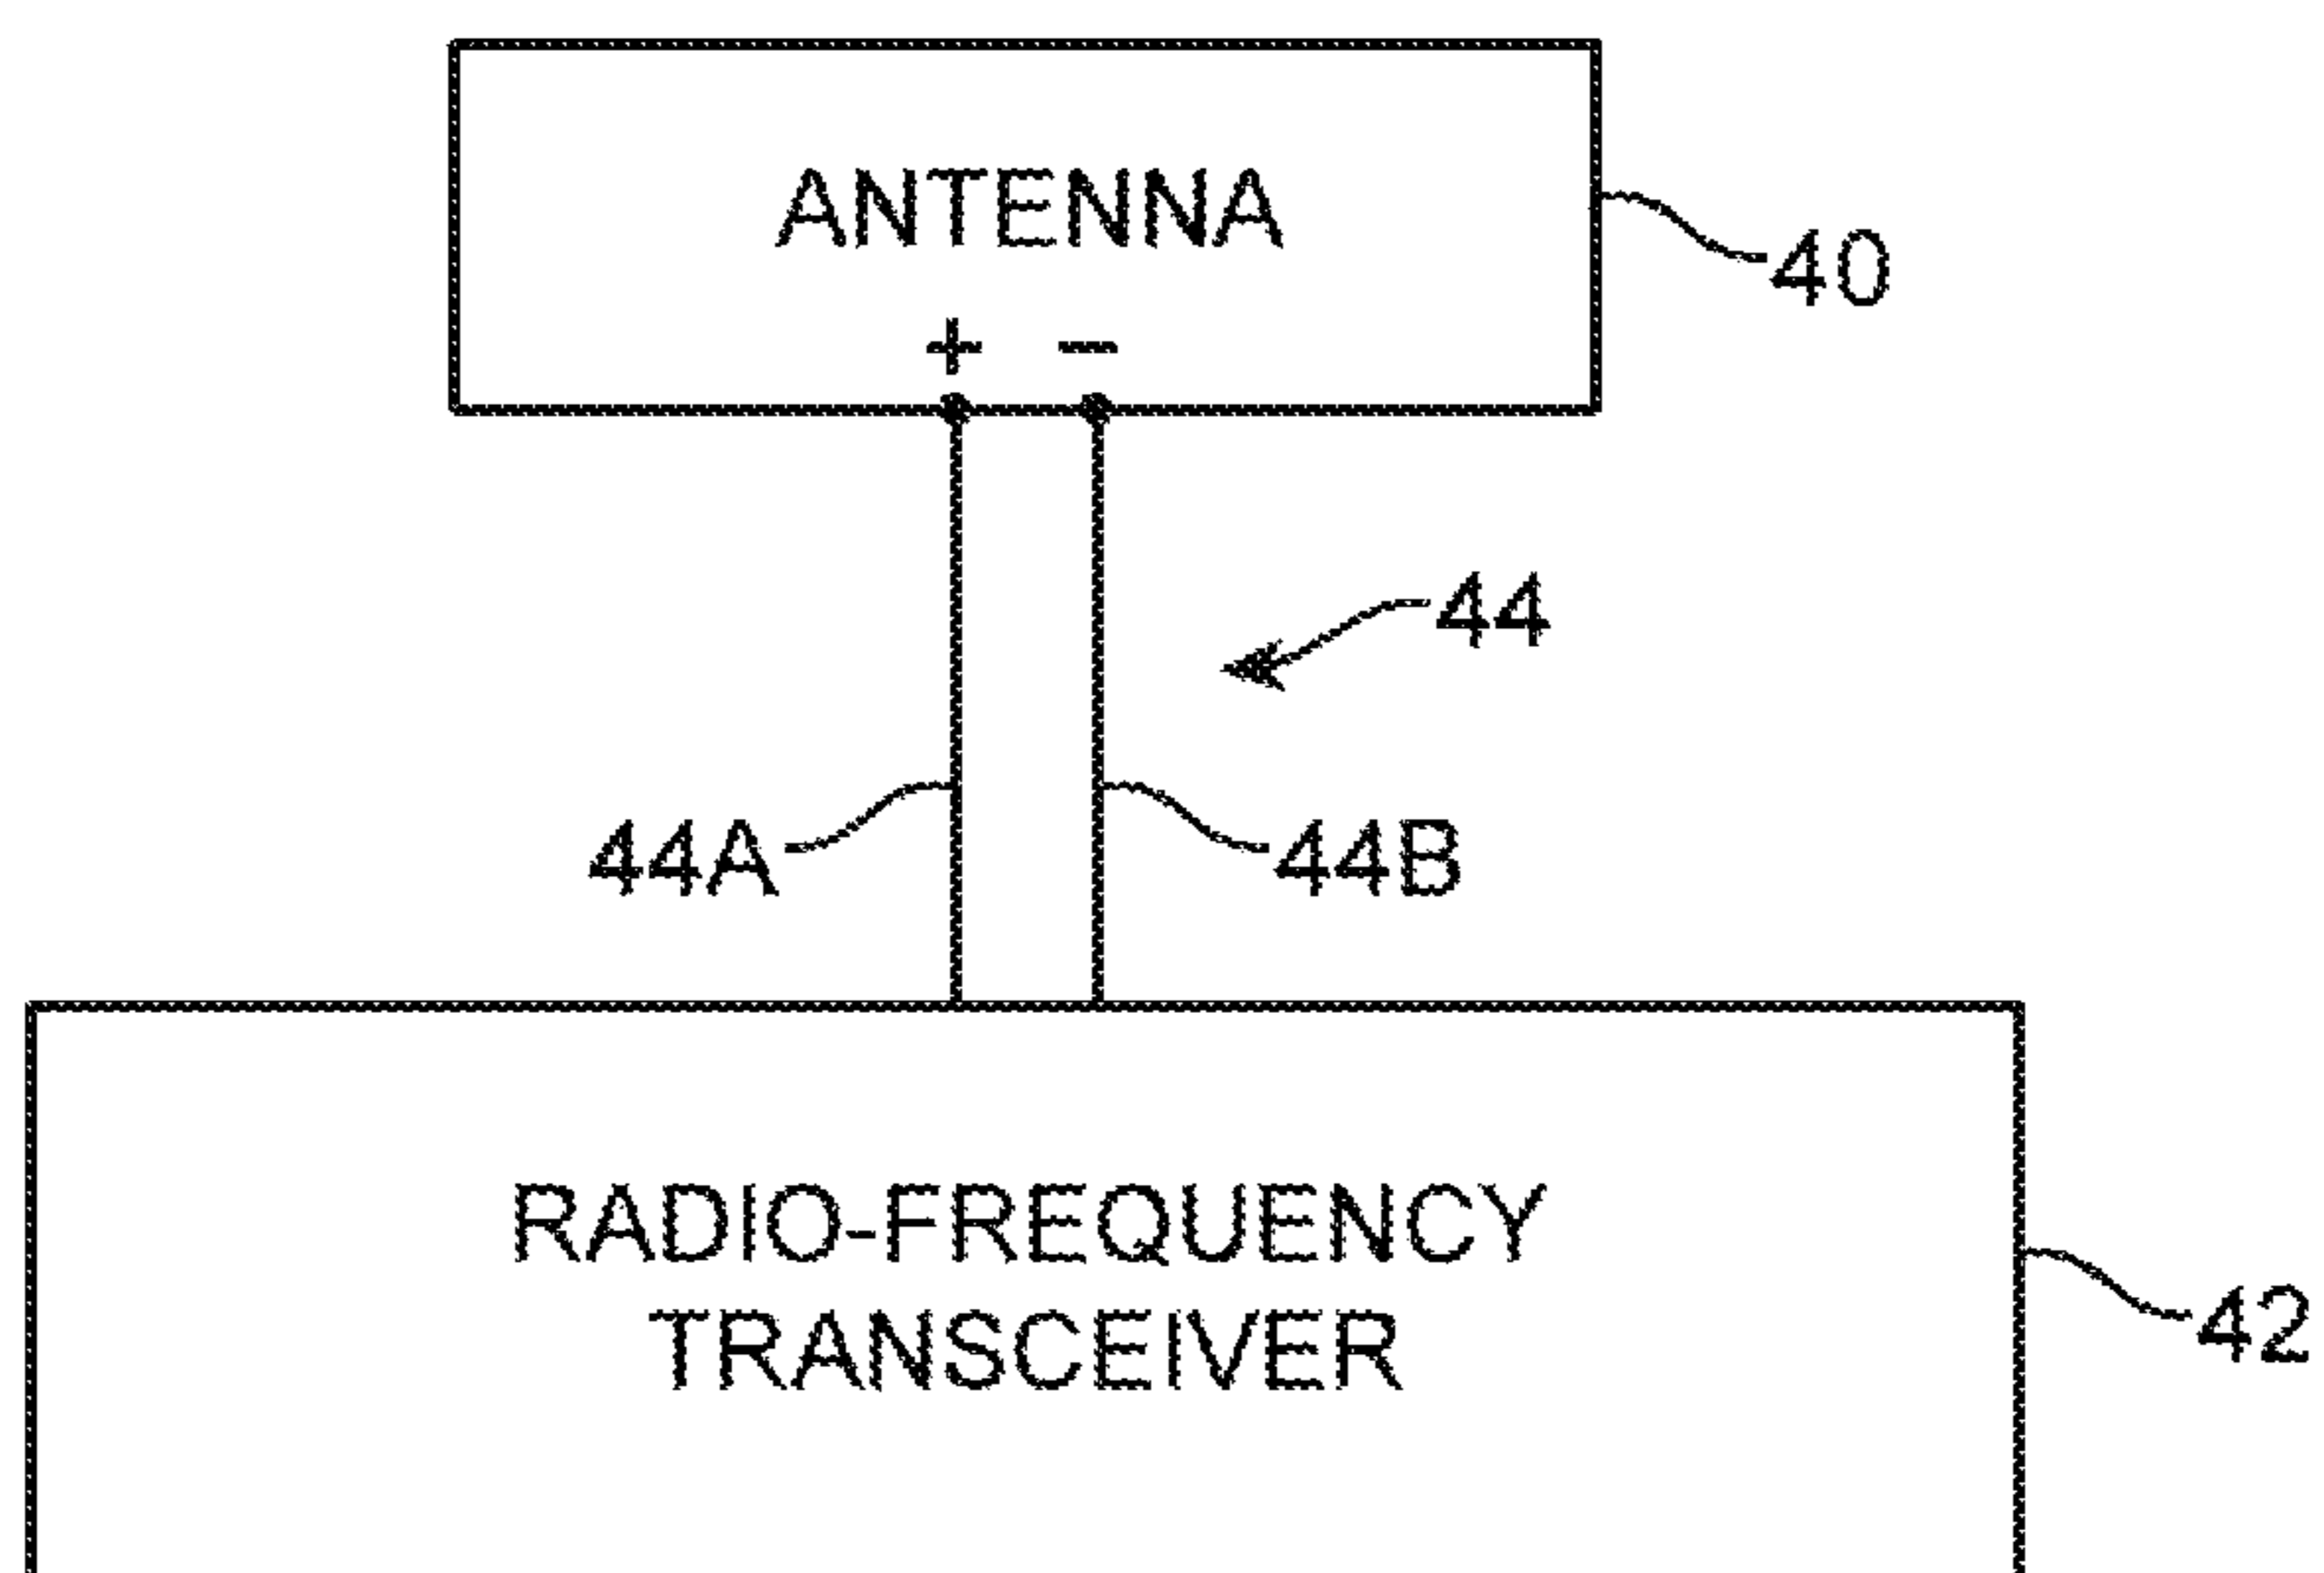 ANTENNA
40
+ −
44
44A
44B
RADIO-FREQUENCY
TRANSCEIVER
42